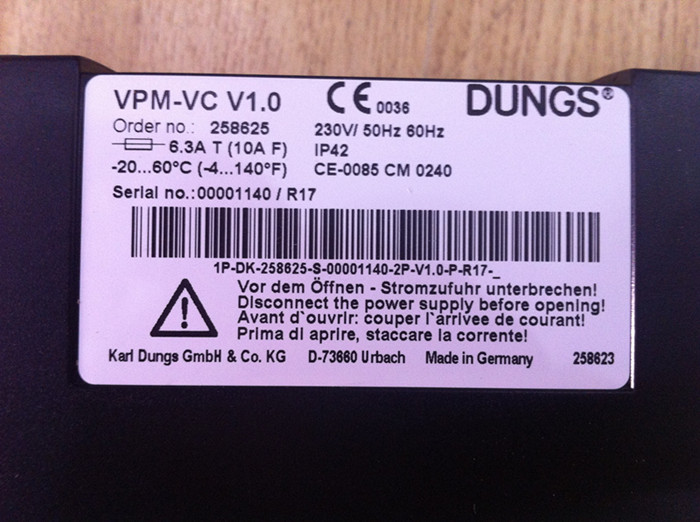 VPM-VC V1.0 CE 0036 DUNGS®
Order no.: 258625 230V/ 50Hz 60Hz
6.3A T (10A F) IP42
-20...60°C (-4...140°F) CE-0085 CM 0240
Serial no.:00001140 / R17
1P-DK-258625-S-00001140-2P-V1.0-P-R17-_
Vor dem Öffnen - Stromzufuhr unterbrechen!
Disconnect the power supply before opening!
Avant d`ouvrir: couper l`arrivee de courant!
Prima di aprire, staccare la corrente!
Karl Dungs GmbH & Co. KG D-73660 Urbach Made in Germany 258623